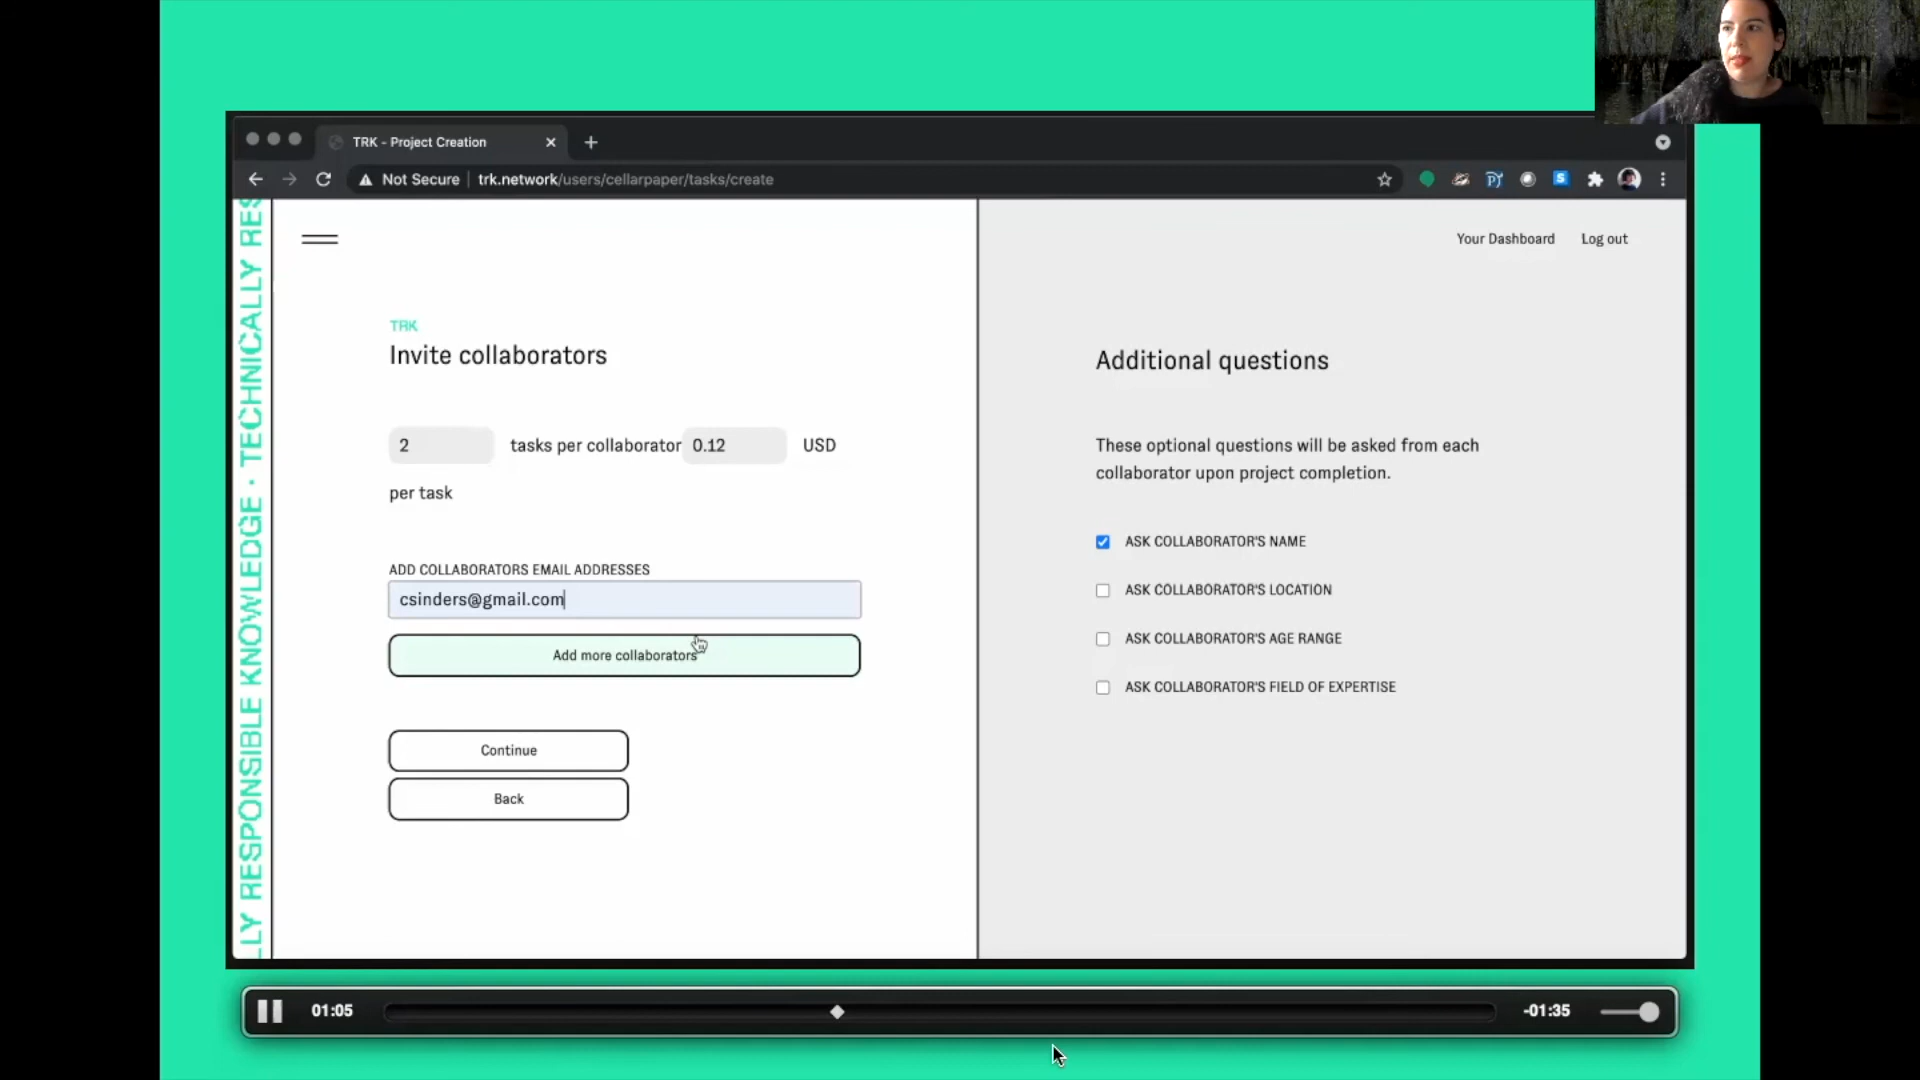 TRK - Project Creation
Not Secure | trk.network/users/cellarpaper/tasks/create
LY RESPONSIBLE KNOWLEDGE · TECHNICALLY RES
Your Dashboard
Log out
TRK
Invite collaborators
2 tasks per collaborator 0.12 USD
per task
ADD COLLABORATORS EMAIL ADDRESSES
csinders@gmail.com
Add more collaborators
Continue
Back
Additional questions
These optional questions will be asked from each
collaborator upon project completion.
ASK COLLABORATOR'S NAME
ASK COLLABORATOR'S LOCATION
ASK COLLABORATOR'S AGE RANGE
ASK COLLABORATOR'S FIELD OF EXPERTISE
01:05
-01:35